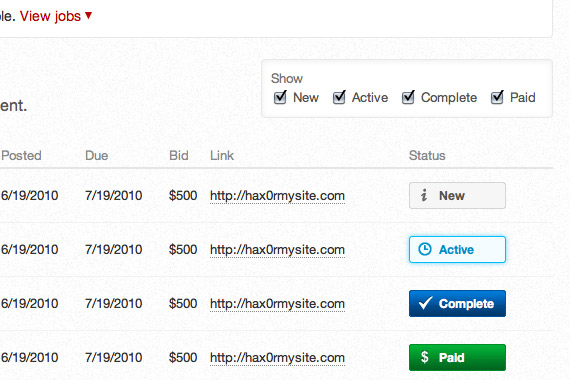 ble. View jobs ▼
Show
New Active Complete Paid
ent.
Posted Due Bid Link Status
6/19/2010 7/19/2010 $500 http://hax0rmysite.com i New
6/19/2010 7/19/2010 $500 http://hax0rmysite.com Active
6/19/2010 7/19/2010 $500 http://hax0rmysite.com Complete
6/19/2010 7/19/2010 $500 http://hax0rmysite.com $ Paid